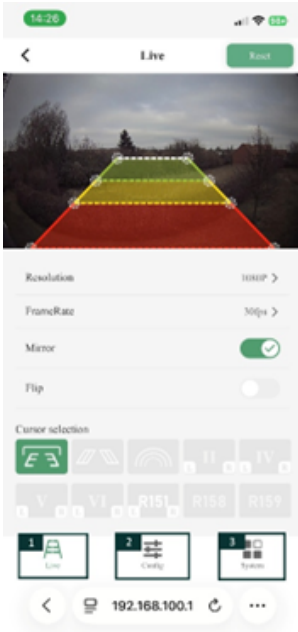 14:26
Live
Reset
Resolution
1080P
FrameRate
30fps
Mirror
Flip
Cursor selection
II
L R
IV
L R
V
L R
VI
L R
R151
L R
R158
R159
1
Live
2
Config
3
System
192.168.100.1